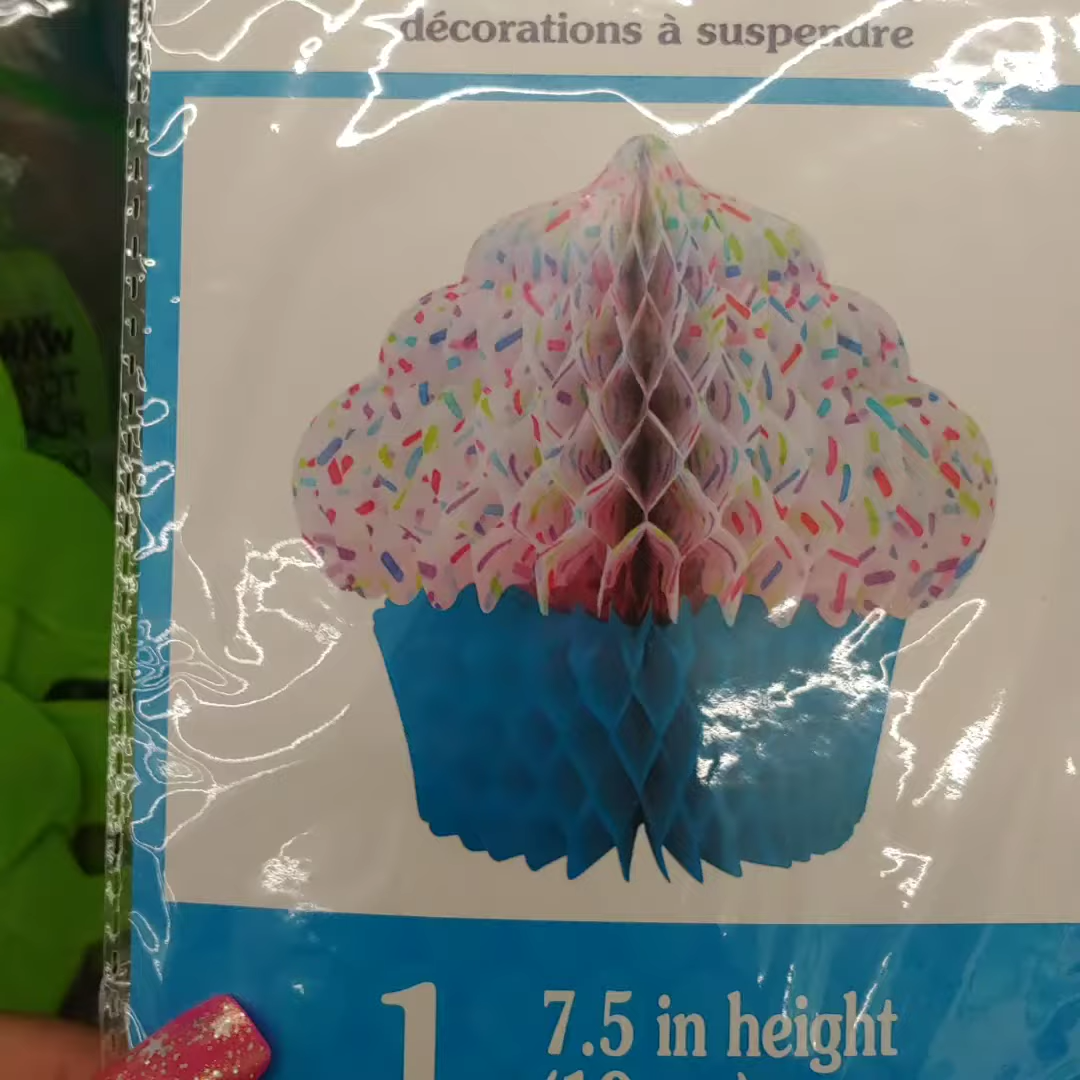 décorations à suspendre
1
7.5 in height